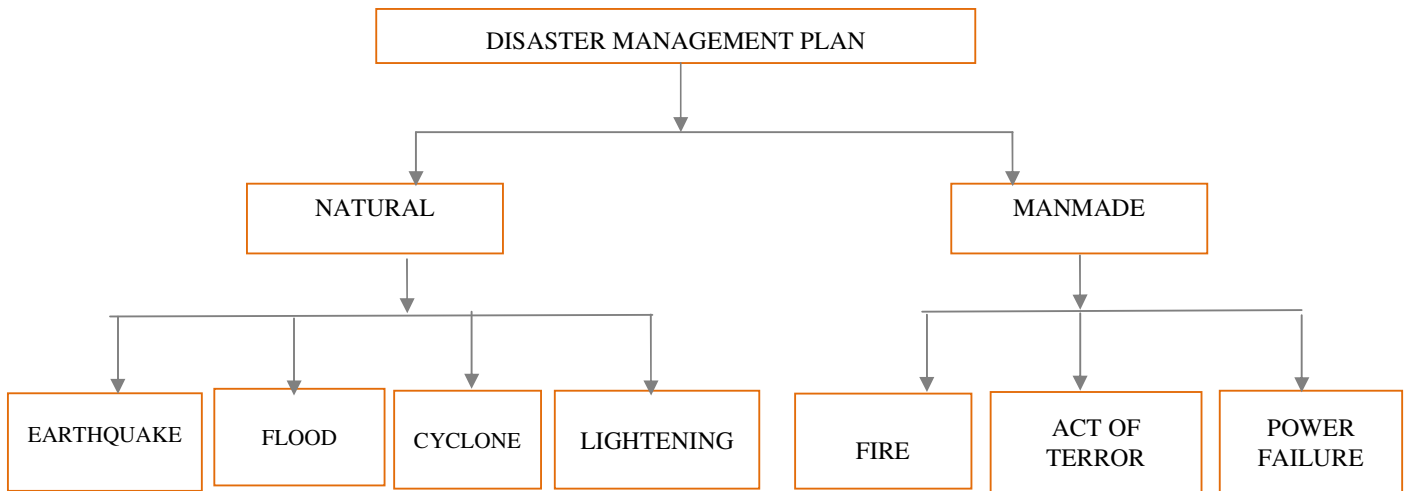 DISASTER MANAGEMENT PLAN
NATURAL
MANMADE
EARTHQUAKE
FLOOD
CYCLONE
LIGHTENING
FIRE
ACT OF
TERROR
POWER
FAILURE